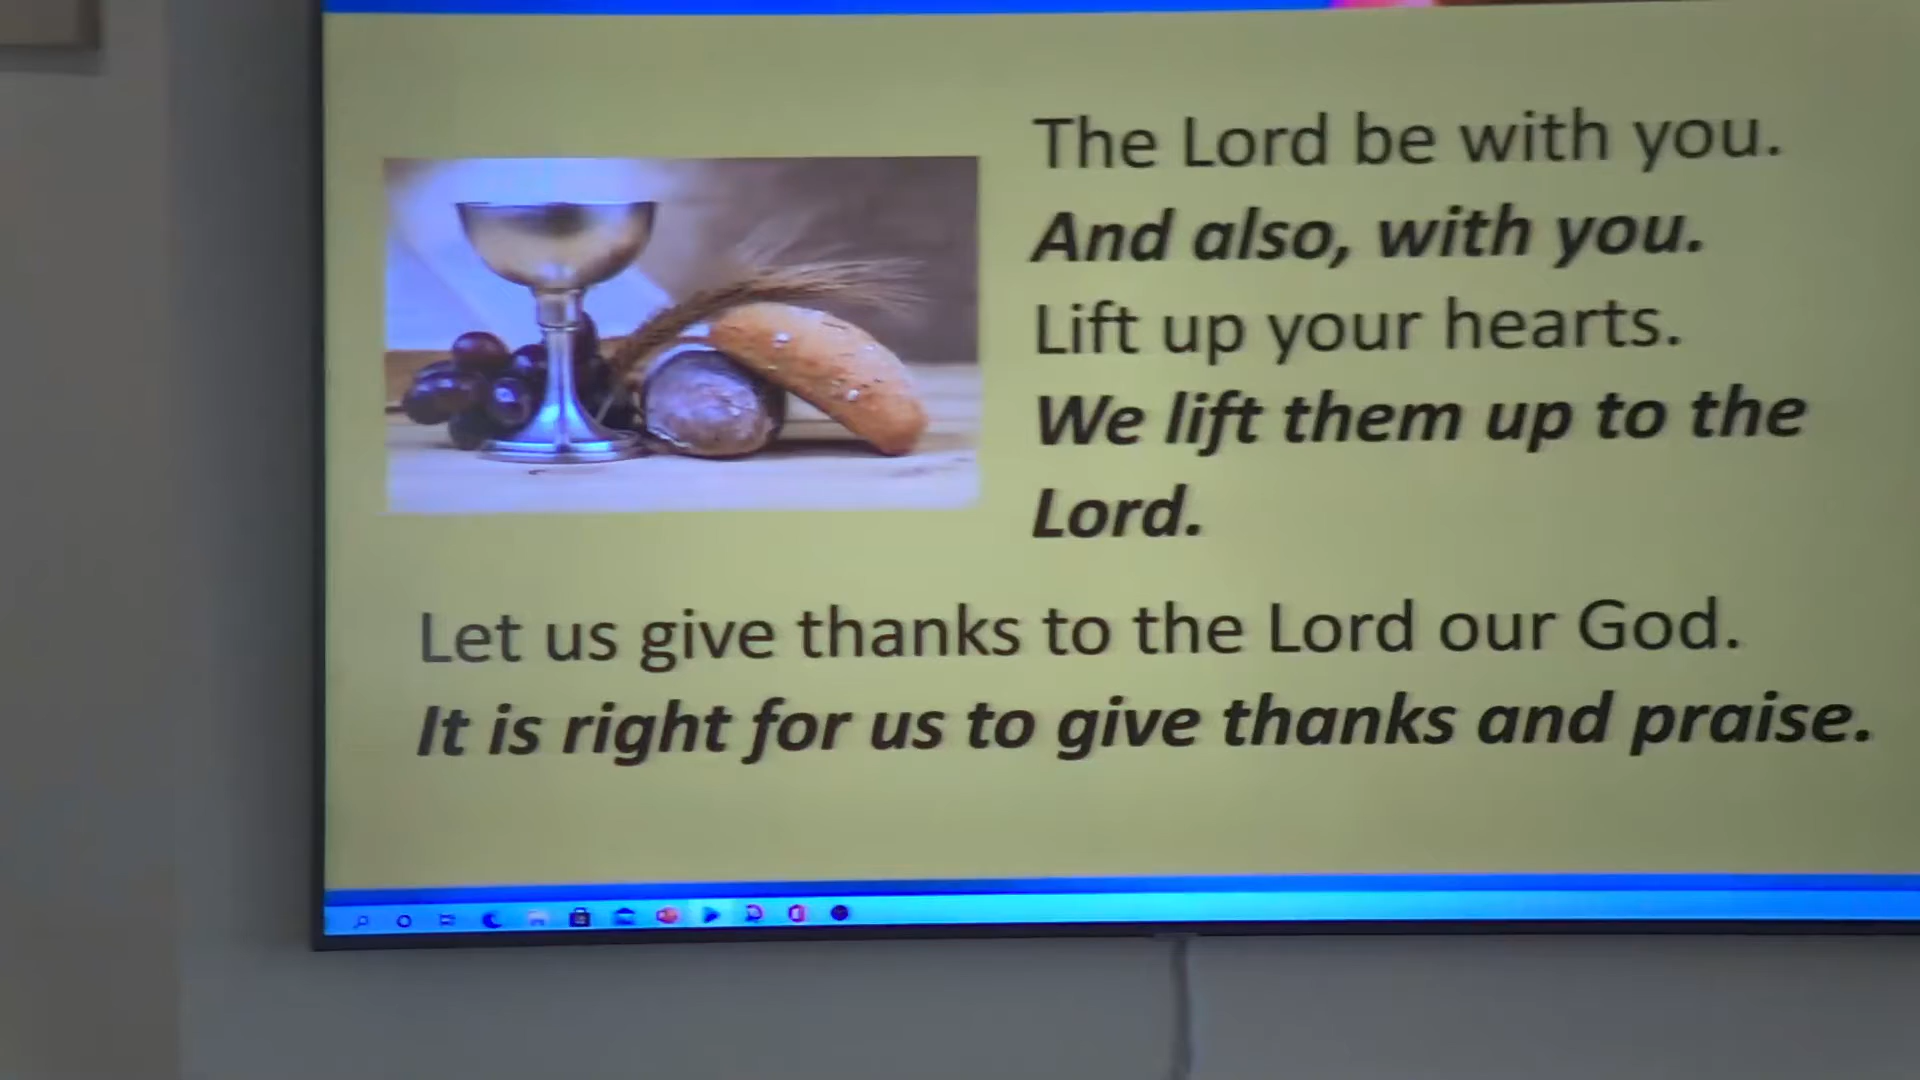 The Lord be with you.
And also, with you.
Lift up your hearts.
We lift them up to the
Lord.
Let us give thanks to the Lord our God.
It is right for us to give thanks and praise.